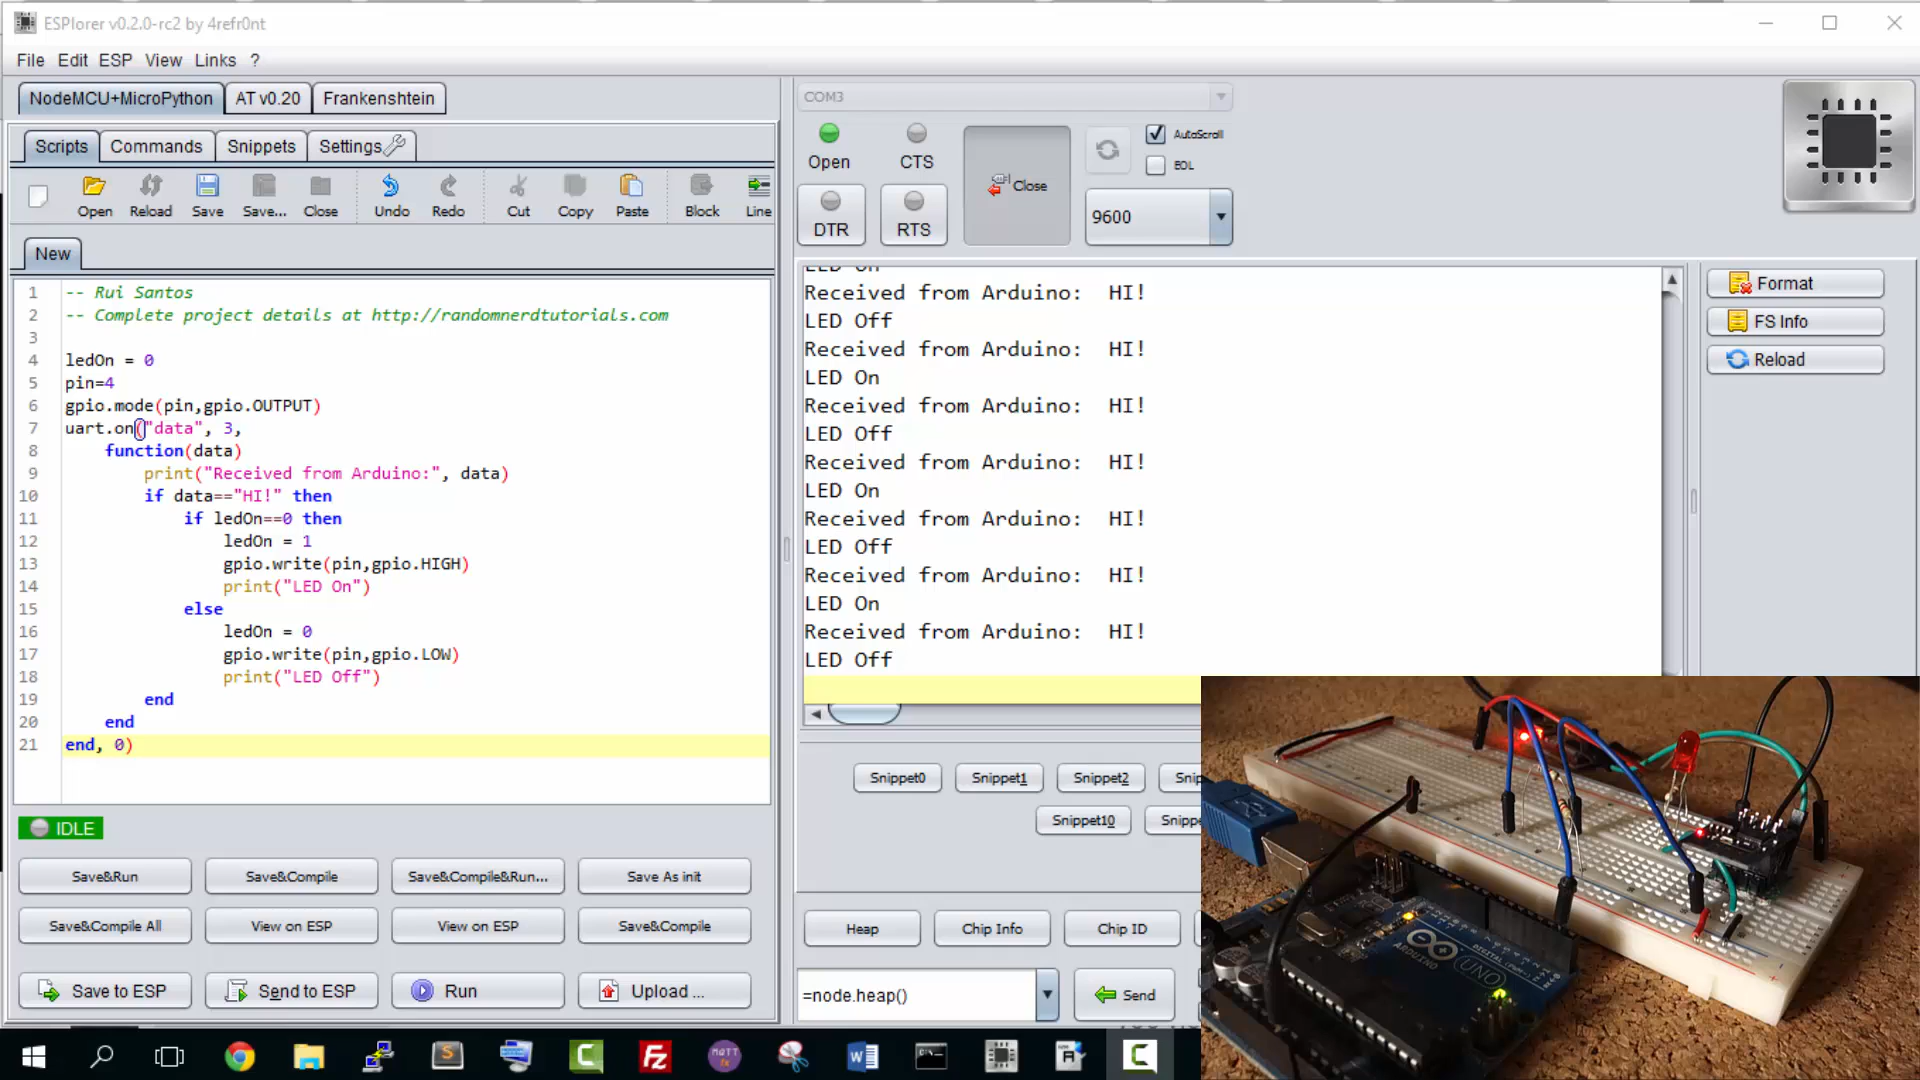 ESPlorer v0.2.0-rc2 by 4refr0nt
File Edit ESP View Links ?
NodeMCU+MicroPython AT v0.20 Frankenshtein
Scripts Commands Snippets Settings
Open Reload Save Save... Close Undo Redo Cut Copy Paste Block Line
New
1 -- Rui Santos
2 -- Complete project details at http://randomnerdtutorials.com
3
4 ledOn = 0
5 pin=4
6 gpio.mode(pin,gpio.OUTPUT)
7 uart.on("data", 3,
8 function(data)
9 print("Received from Arduino:", data)
10 if data=="HI!" then
11 if ledOn==0 then
12 ledOn = 1
13 gpio.write(pin,gpio.HIGH)
14 print("LED On")
15 else
16 ledOn = 0
17 gpio.write(pin,gpio.LOW)
18 print("LED Off")
19 end
20 end
21 end, 0)
IDLE
Save&Run Save&Compile Save&Compile&Run... Save As init
Save&Compile All View on ESP View on ESP Save&Compile
Save to ESP Send to ESP Run Upload ...
COM3
Open CTS Close AutoScroll
EOL
DTR RTS 9600
LED On
Received from Arduino: HI!
LED Off
Received from Arduino: HI!
LED On
Received from Arduino: HI!
LED Off
Received from Arduino: HI!
LED On
Received from Arduino: HI!
LED Off
Received from Arduino: HI!
LED On
Received from Arduino: HI!
LED Off
Format
FS Info
Reload
Snippet0 Snippet1 Snippet2 Snip
Snippet10 Snippe
Heap Chip Info Chip ID
=node.heap() Send
ARDUINO UNO